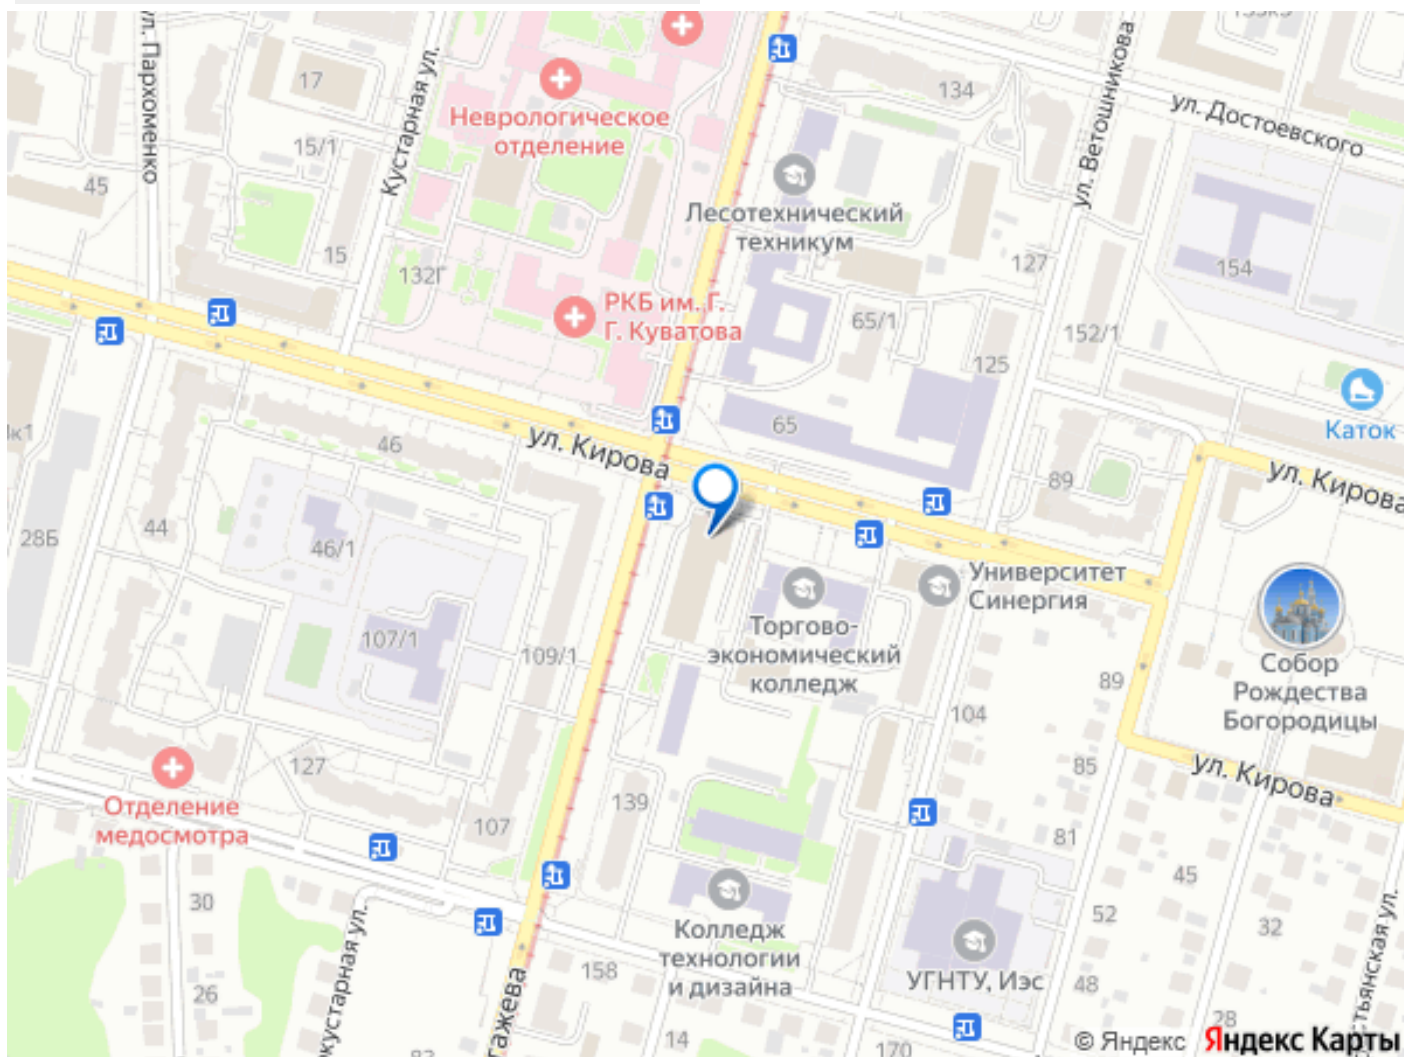 ул. Пархоменко
Кустарная ул.
17
15/1
45
15
132Г
Неврологическое
отделение
134
ул. Ветошникова
ул. Достоевского
Лесотехнический
техникум
127
154
РКБ им. Г.
Г. Куватова
65/1
125
152/1
Каток
65
ул. Кирова
46
44
46/1
28Б
89
ул. Кирова
Университет
Синергия
Торгово-
экономический
колледж
107/1
109/1
Собор
Рождества
Богородицы
89
104
85
ул. Кирова
127
Отделение
медосмотра
107
139
81
45
30
52
32
26
Колледж
технологии
и дизайна
158
УГНТУ, Иэс
48
28
14
170
© Яндекс
Яндекс Карты